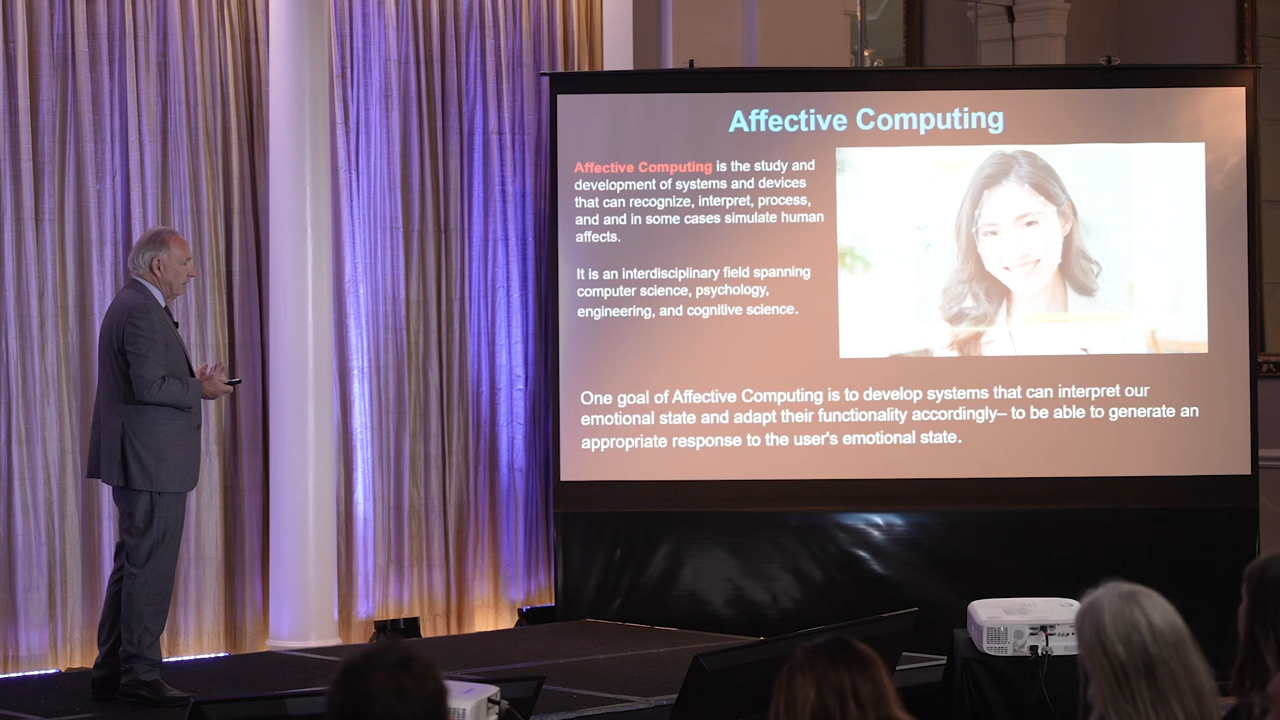 Affective Computing
Affective Computing is the study and
development of systems and devices
that can recognize, interpret, process,
and and in some cases simulate human
affects.
It is an interdisciplinary field spanning
computer science, psychology,
engineering, and cognitive science.
One goal of Affective Computing is to develop systems that can interpret our
emotional state and adapt their functionality accordingly– to be able to generate an
appropriate response to the user's emotional state.